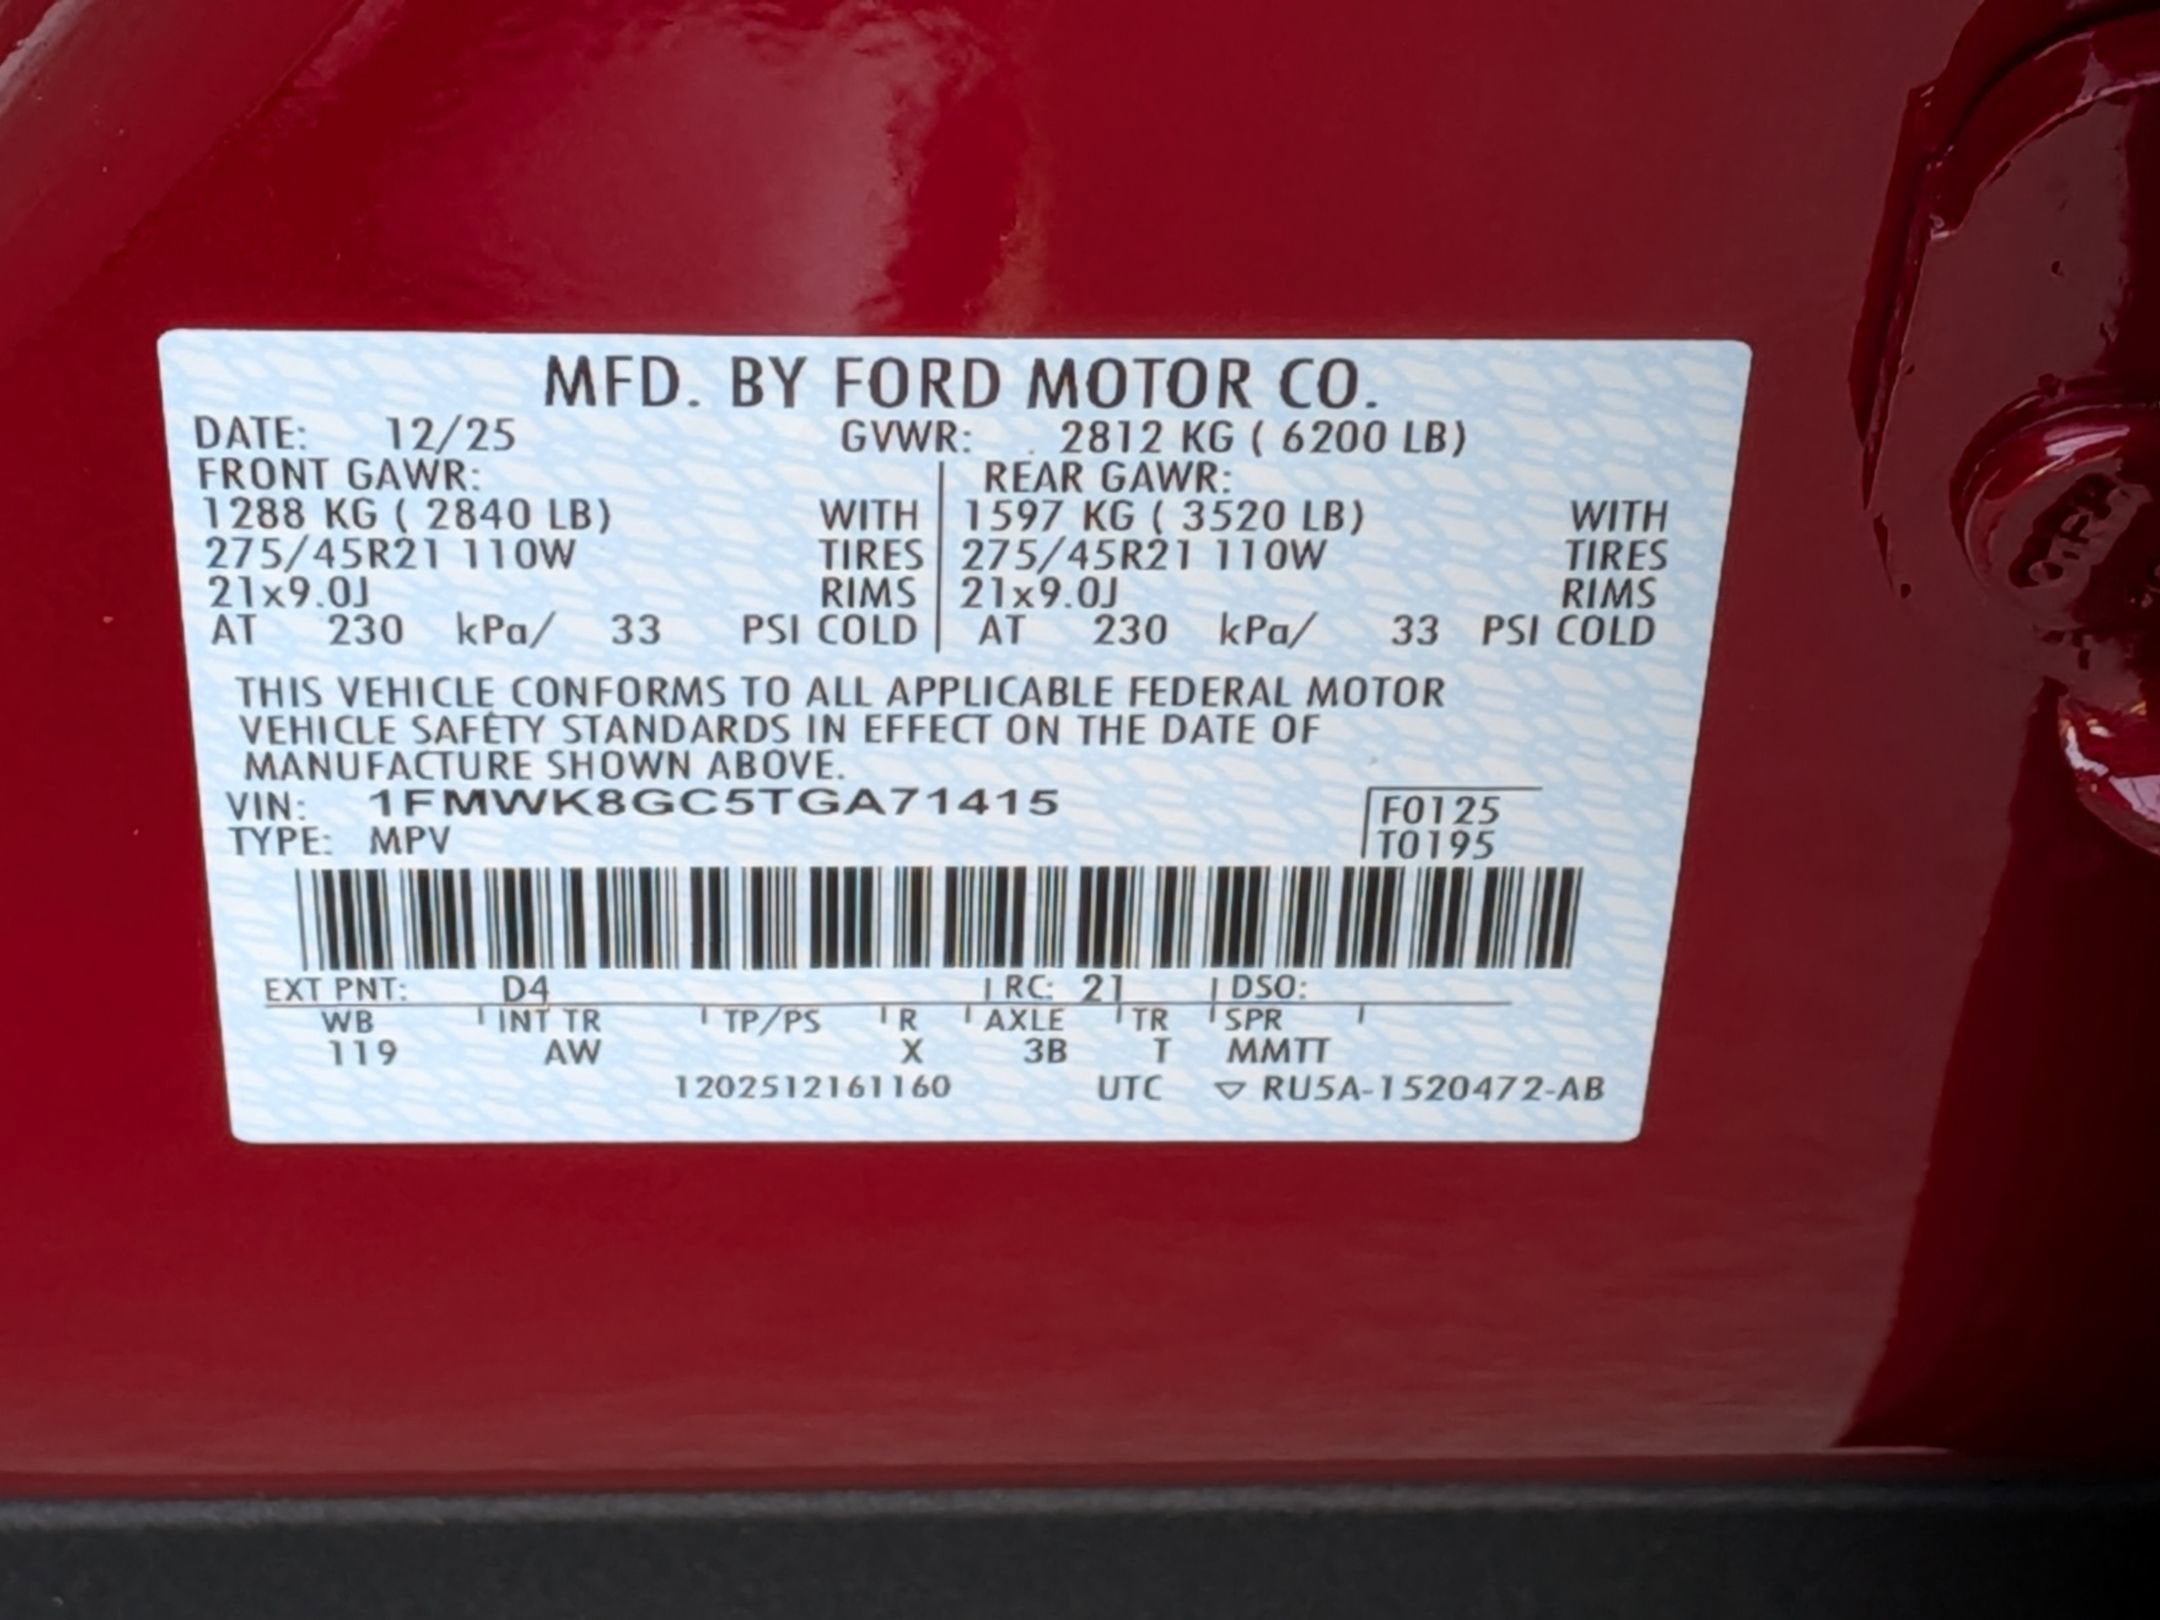 MFD. BY FORD MOTOR CO.
DATE: 12/25 GVWR: 2812 KG ( 6200 LB)
FRONT GAWR: REAR GAWR:
1288 KG ( 2840 LB) WITH 1597 KG ( 3520 LB) WITH
275/45R21 110W TIRES 275/45R21 110W TIRES
21x9.0J RIMS 21x9.0J RIMS
AT 230 kPa/ 33 PSI COLD AT 230 kPa/ 33 PSI COLD
THIS VEHICLE CONFORMS TO ALL APPLICABLE FEDERAL MOTOR
VEHICLE SAFETY STANDARDS IN EFFECT ON THE DATE OF
MANUFACTURE SHOWN ABOVE.
VIN: 1FMWK8GC5TGA71415 F0125
TYPE: MPV T0195
EXT PNT: D4 RC: 21 DSO:
WB INT TR TP/PS R AXLE TR SPR
119 AW X 3B T MMTT
1202512161160 UTC ▽ RU5A-1520472-AB